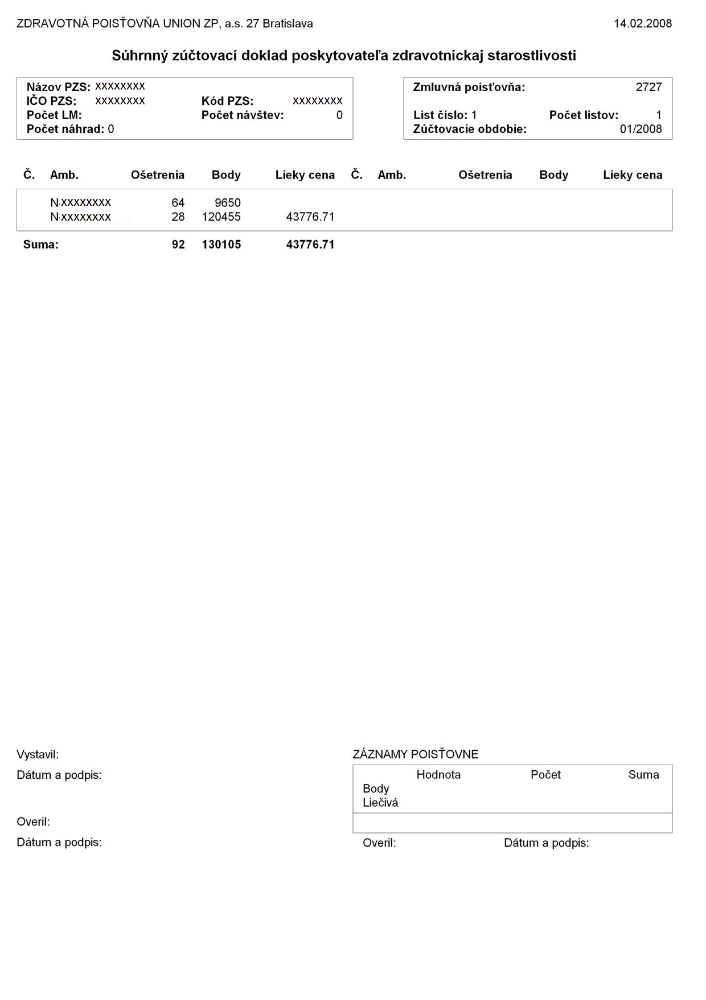 ZDRAVOTNÁ POISŤOVŇA UNION ZP, a.s. 27 Bratislava 14.02.2008
Súhrnný zúčtovací doklad poskytovateľa zdravotníckaj starostlivosti
Názov PZS: XXXXXXXX
IČO PZS: XXXXXXXX Kód PZS: XXXXXXXX
Počet LM: Počet návštev: 0
Počet náhrad: 0
Zmluvná poisťovňa: 2727
List číslo: 1 Počet listov: 1
Zúčtovacie obdobie: 01/2008
Č. Amb. Ošetrenia Body Lieky cena Č. Amb. Ošetrenia Body Lieky cena
NXXXXXXXX 64 9650
NXXXXXXXX 28 120455 43776.71
Suma: 92 130105 43776.71
Vystavil:
Dátum a podpis:
Overil:
Dátum a podpis:
ZÁZNAMY POISŤOVNE
Hodnota Počet Suma
Body
Liečivá
Overil: Dátum a podpis: